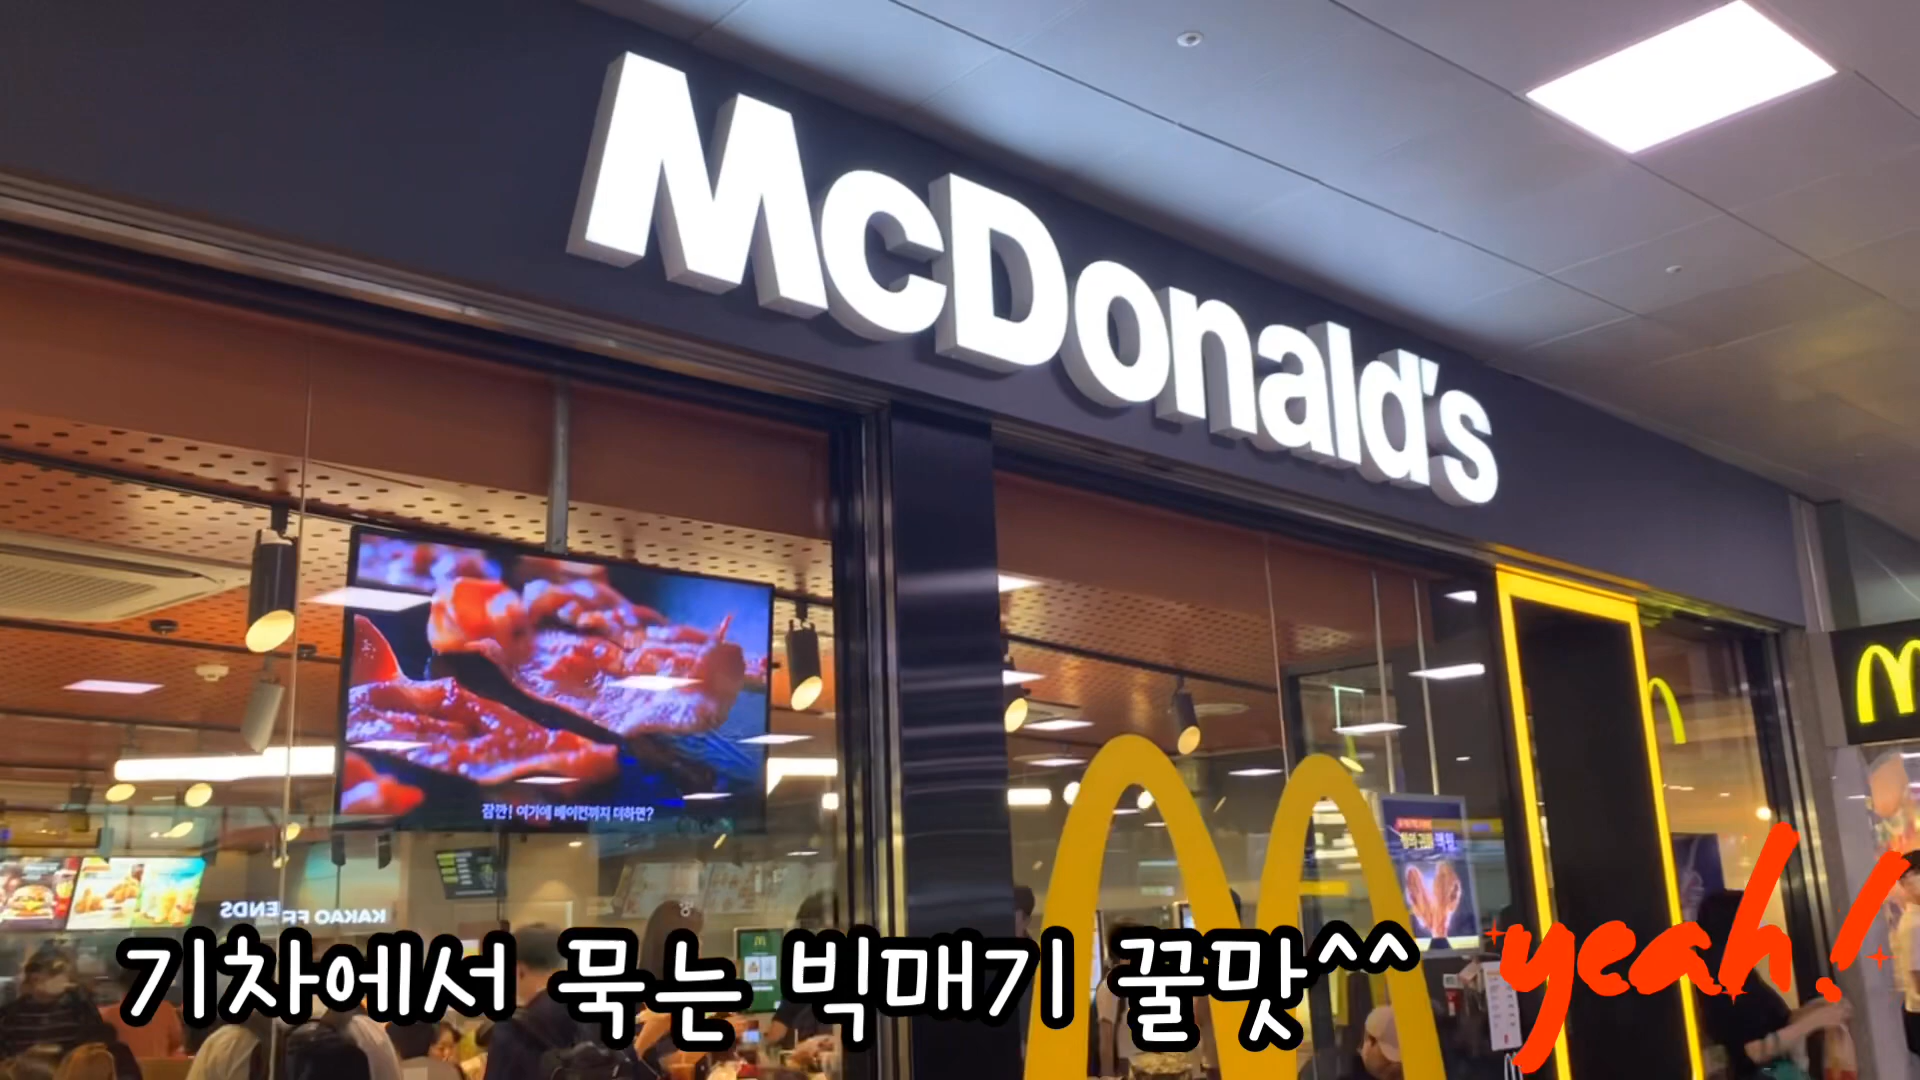 McDonald's
잠깐! 여기에 베이컨까지 더하면?
KAKAO FRIENDS
기차에서 묵는 빅매기 꿀맛^^
yeah!